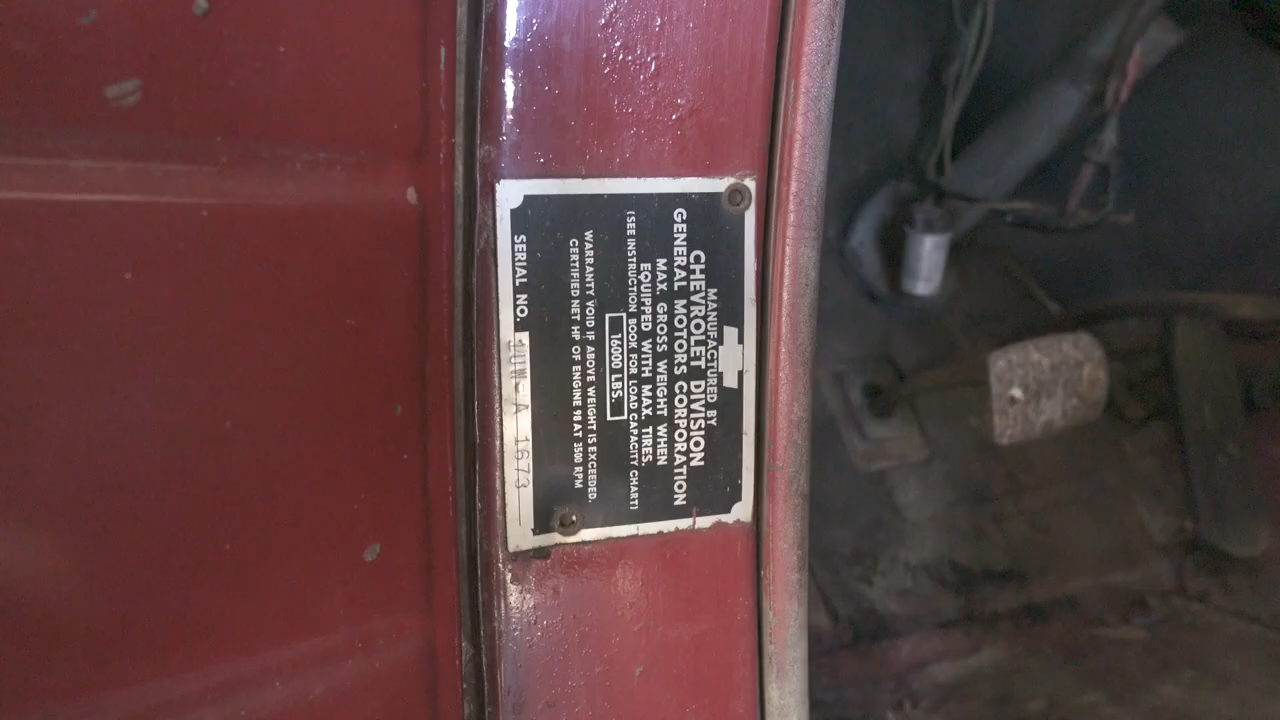 MANUFACTURED BY
CHEVROLET DIVISION
GENERAL MOTORS CORPORATION
MAX. GROSS WEIGHT WHEN
EQUIPPED WITH MAX. TIRES.
(SEE INSTRUCTION BOOK FOR LOAD CAPACITY CHART)
16000 LBS.
WARRANTY VOID IF ABOVE WEIGHT IS EXCEEDED.
CERTIFIED NET HP OF ENGINE 98 AT 3500 RPM
SERIAL NO. A 1673